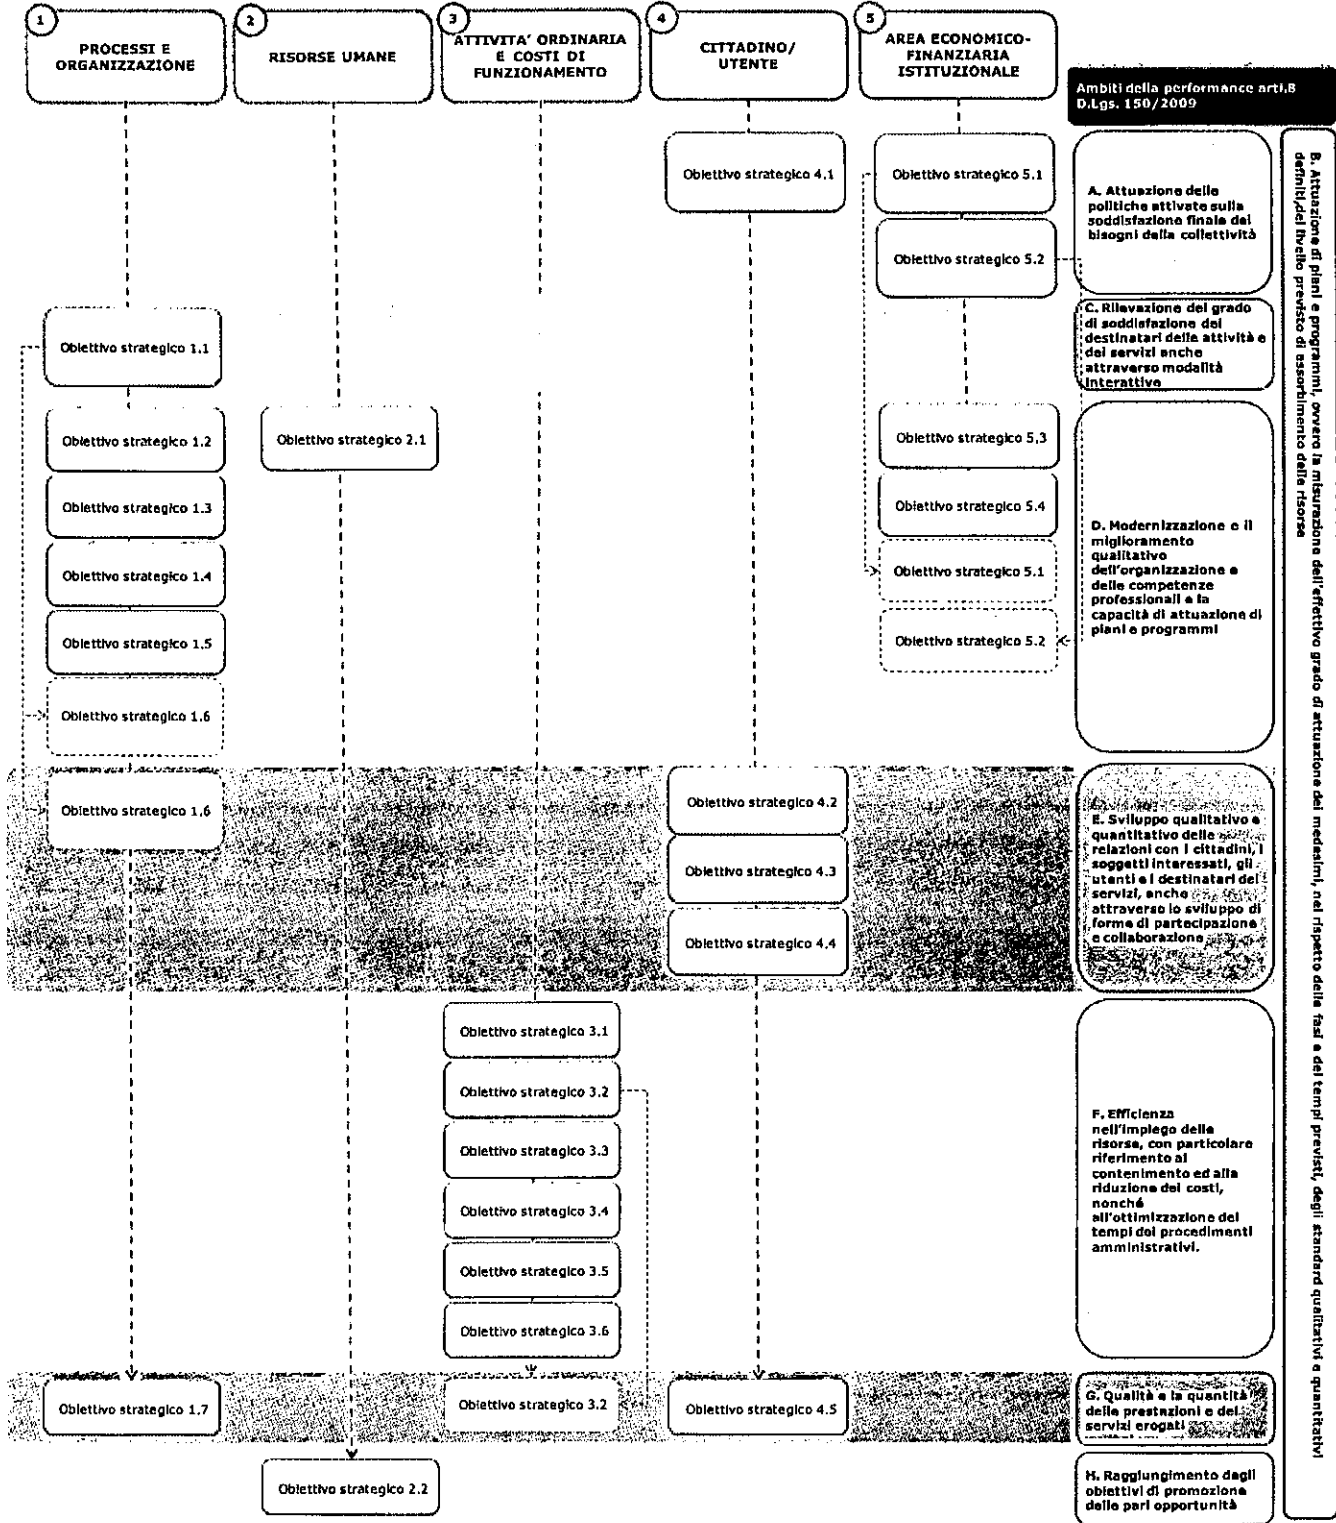 1
PROCESSI E
ORGANIZZAZIONE
2
RISORSE UMANE
3
ATTIVITA' ORDINARIA
E COSTI DI
FUNZIONAMENTO
4
CITTADINO/
UTENTE
5
AREA ECONOMICO-
FINANZIARIA
ISTITUZIONALE
Ambiti della performance arti.8
D.Lgs. 150/2009
Obiettivo strategico 4.1
Obiettivo strategico 5.1
Obiettivo strategico 5.2
A. Attuazione delle
politiche attivate sulla
soddisfazione finale dei
bisogni della collettività
Obiettivo strategico 1.1
C. Rilevazione del grado
di soddisfazione dei
destinatari delle attività e
dei servizi anche
attraverso modalità
interattive
Obiettivo strategico 1.2
Obiettivo strategico 2.1
Obiettivo strategico 5.3
Obiettivo strategico 1.3
Obiettivo strategico 5.4
Obiettivo strategico 1.4
Obiettivo strategico 5.1
Obiettivo strategico 1.5
Obiettivo strategico 5.2
Obiettivo strategico 1.6
D. Modernizzazione e il
miglioramento
qualitativo
dell'organizzazione e
delle competenze
professionali e la
capacità di attuazione di
piani e programmi
Obiettivo strategico 1.6
Obiettivo strategico 4.2
Obiettivo strategico 4.3
Obiettivo strategico 4.4
E. Sviluppo qualitativo e
quantitativo delle
relazioni con i cittadini, i
soggetti interessati, gli
utenti e i destinatari dei
servizi, anche
attraverso lo sviluppo di
forme di partecipazione
e collaborazione
Obiettivo strategico 3.1
Obiettivo strategico 3.2
Obiettivo strategico 3.3
Obiettivo strategico 3.4
Obiettivo strategico 3.5
Obiettivo strategico 3.6
F. Efficienza
nell'impiego delle
risorse, con particolare
riferimento al
contenimento ed alla
riduzione dei costi,
nonché
all'ottimizzazione dei
tempi dei procedimenti
amministrativi.
Obiettivo strategico 1.7
Obiettivo strategico 3.2
Obiettivo strategico 4.5
G. Qualità e la quantità
delle prestazioni e dei
servizi erogati
Obiettivo strategico 2.2
H. Raggiungimento degli
obiettivi di promozione
delle pari opportunità
B. Attuazione di piani e programmi, ovvero la misurazione dell'effettivo grado di attuazione dei medesimi, nel rispetto delle fasi e dei tempi previsti, degli standard qualitativi e quantitativi
definiti,del livello previsto di assorbimento delle risorse